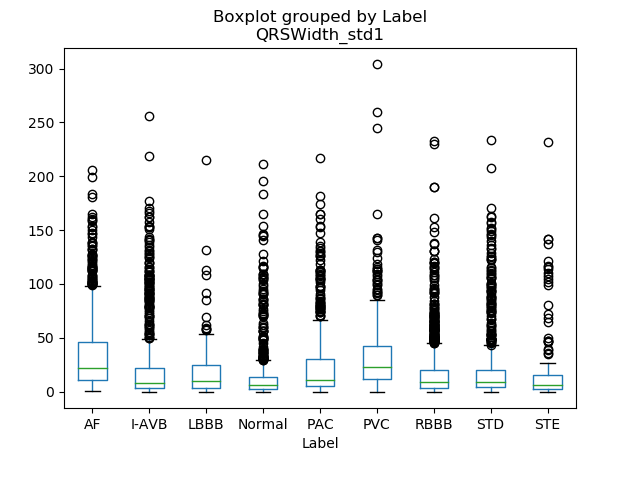 Boxplot grouped by Label
QRSWidth_std1
300
250
200
150
100
50
0
AF I-AVB LBBB Normal PAC PVC RBBB STD STE
Label